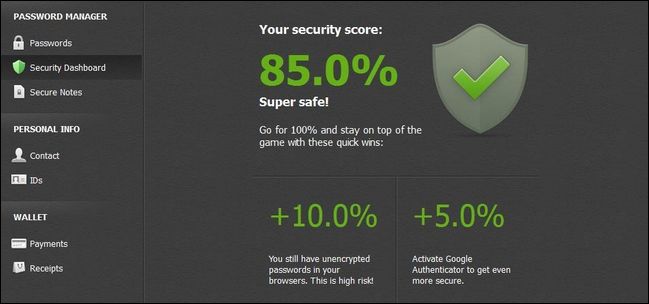 PASSWORD MANAGER
Passwords
Security Dashboard
Secure Notes
PERSONAL INFO
Contact
IDs
WALLET
Payments
Receipts
Your security score:
85.0%
Super safe!
Go for 100% and stay on top of the
game with these quick wins:
+10.0%
You still have unencrypted
passwords in your
browsers. This is high risk!
+5.0%
Activate Google
Authenticator to get even
more secure.